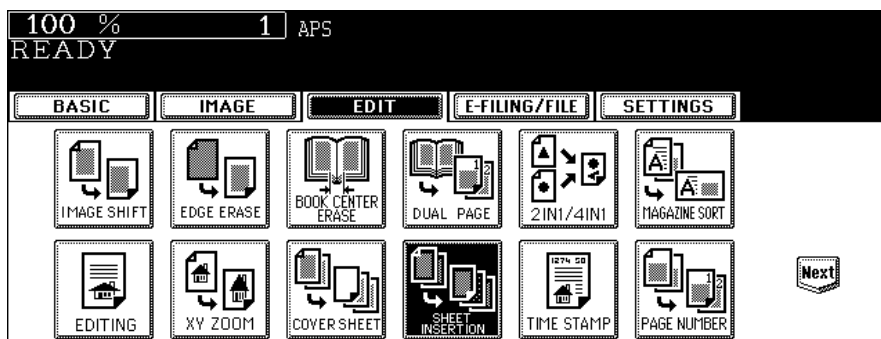 100 % 1 APS
READY
BASIC IMAGE EDIT E-FILING/FILE SETTINGS
IMAGE SHIFT EDGE ERASE BOOK CENTER ERASE DUAL PAGE 2IN1/4IN1 MAGAZINE SORT
Next
EDITING XY ZOOM COVER SHEET SHEET INSERTION TIME STAMP PAGE NUMBER